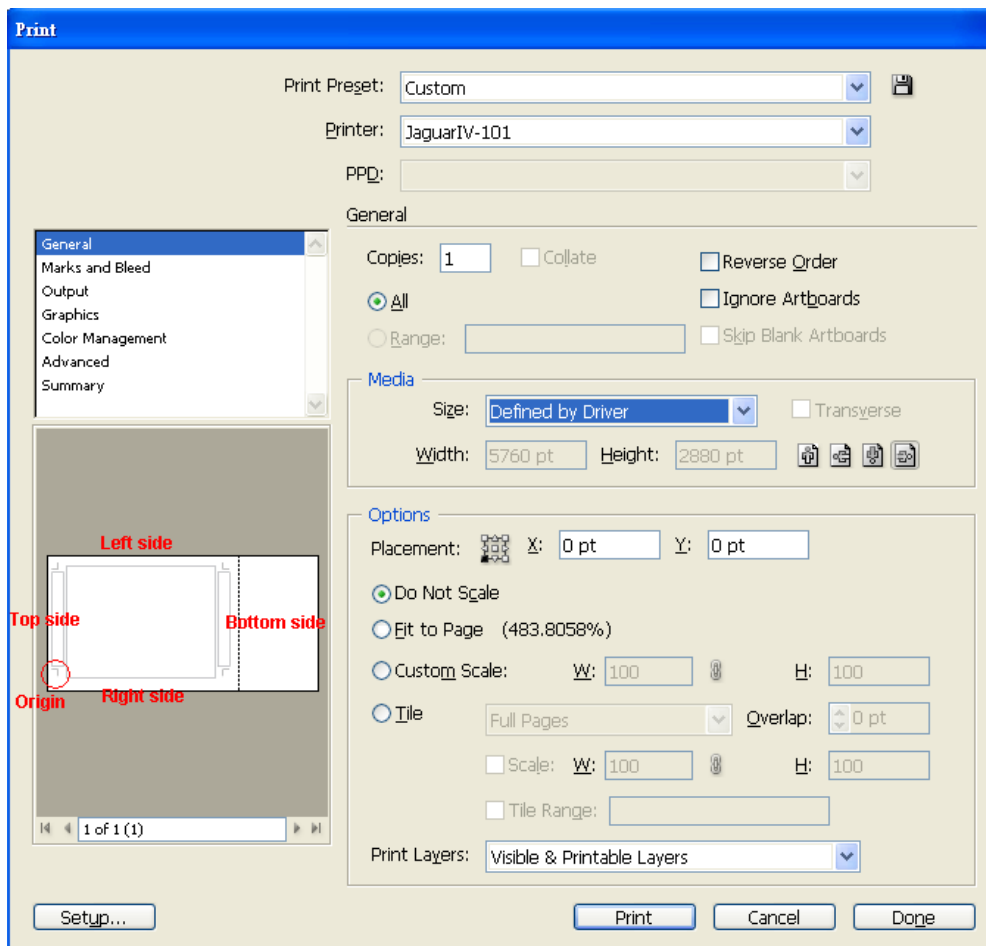 Print
Print Preset: Custom
Printer: JaguarIV-101
PPD:
General
General
Marks and Bleed
Output
Graphics
Color Management
Advanced
Summary
Copies: 1 Collate Reverse Order
All Ignore Artboards
Range: Skip Blank Artboards
Media
Size: Defined by Driver Transverse
Width: 5760 pt Height: 2880 pt
Left side
Top side
Bottom side
Origin
Right side
1 of 1 (1)
Options
Placement: X: 0 pt Y: 0 pt
Do Not Scale
Fit to Page (483.8058%)
Custom Scale: W: 100 H: 100
Tile Full Pages Overlap: 0 pt
Scale: W: 100 H: 100
Tile Range:
Print Layers: Visible & Printable Layers
Setup... Print Cancel Done